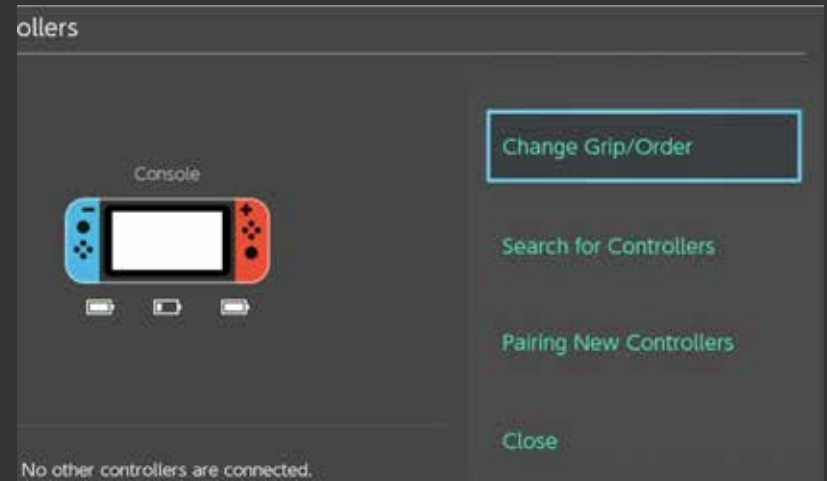 ollers
Console
Change Grip/Order
Search for Controllers
Pairing New Controllers
Close
No other controllers are connected.